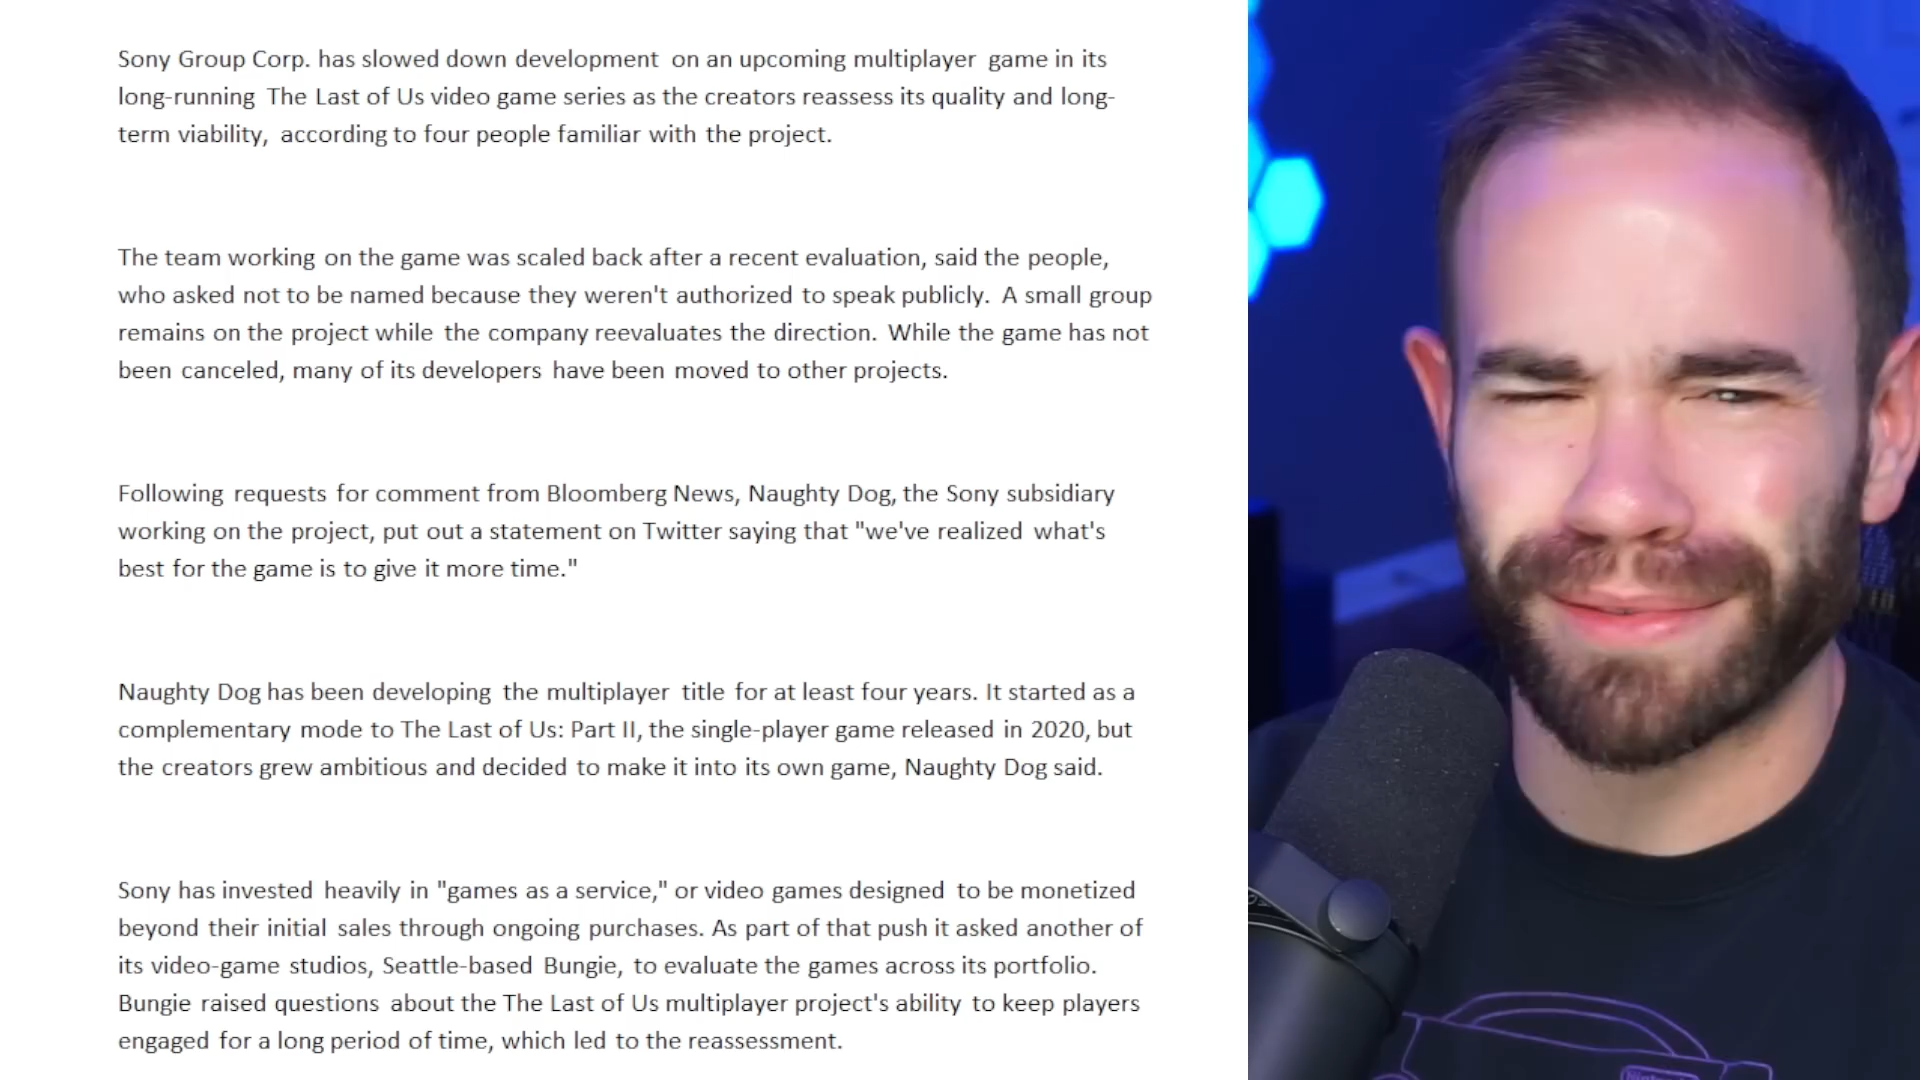 Sony Group Corp. has slowed down development on an upcoming multiplayer game in its
long-running The Last of Us video game series as the creators reassess its quality and long-
term viability, according to four people familiar with the project.
The team working on the game was scaled back after a recent evaluation, said the people,
who asked not to be named because they weren't authorized to speak publicly. A small group
remains on the project while the company reevaluates the direction. While the game has not
been canceled, many of its developers have been moved to other projects.
Following requests for comment from Bloomberg News, Naughty Dog, the Sony subsidiary
working on the project, put out a statement on Twitter saying that "we've realized what's
best for the game is to give it more time."
Naughty Dog has been developing the multiplayer title for at least four years. It started as a
complementary mode to The Last of Us: Part II, the single-player game released in 2020, but
the creators grew ambitious and decided to make it into its own game, Naughty Dog said.
Sony has invested heavily in "games as a service," or video games designed to be monetized
beyond their initial sales through ongoing purchases. As part of that push it asked another of
its video-game studios, Seattle-based Bungie, to evaluate the games across its portfolio.
Bungie raised questions about the The Last of Us multiplayer project's ability to keep players
engaged for a long period of time, which led to the reassessment.